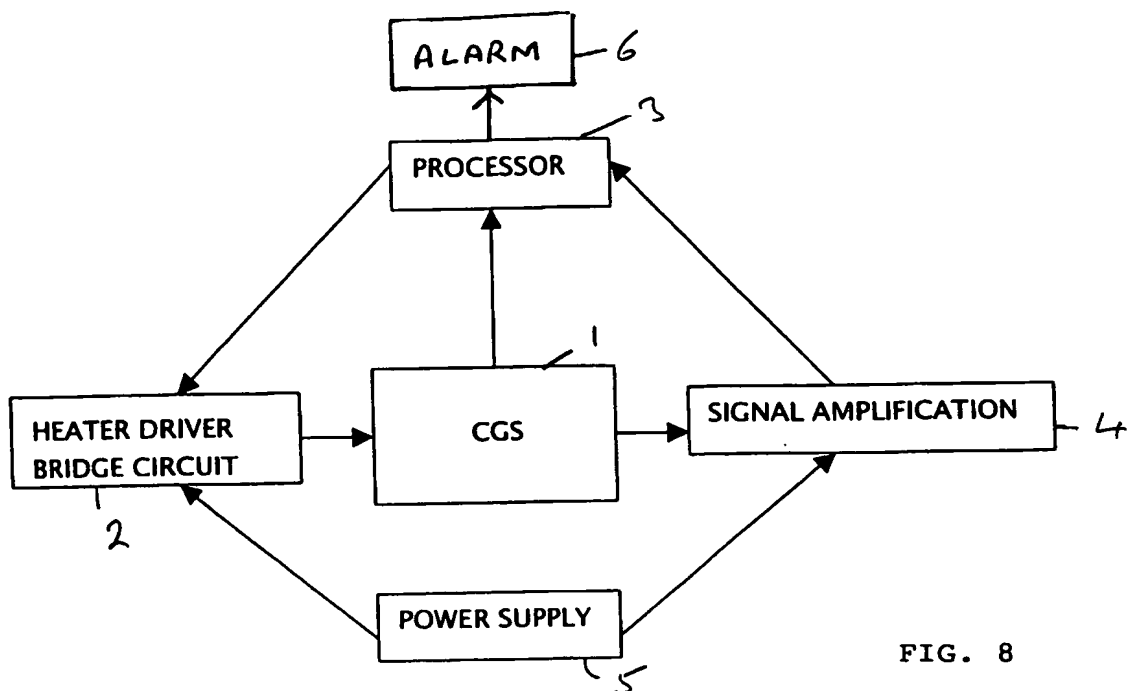 ALARM
6
3
PROCESSOR
1
HEATER DRIVER
BRIDGE CIRCUIT
CGS
SIGNAL AMPLIFICATION
4
2
POWER SUPPLY
5
FIG. 8